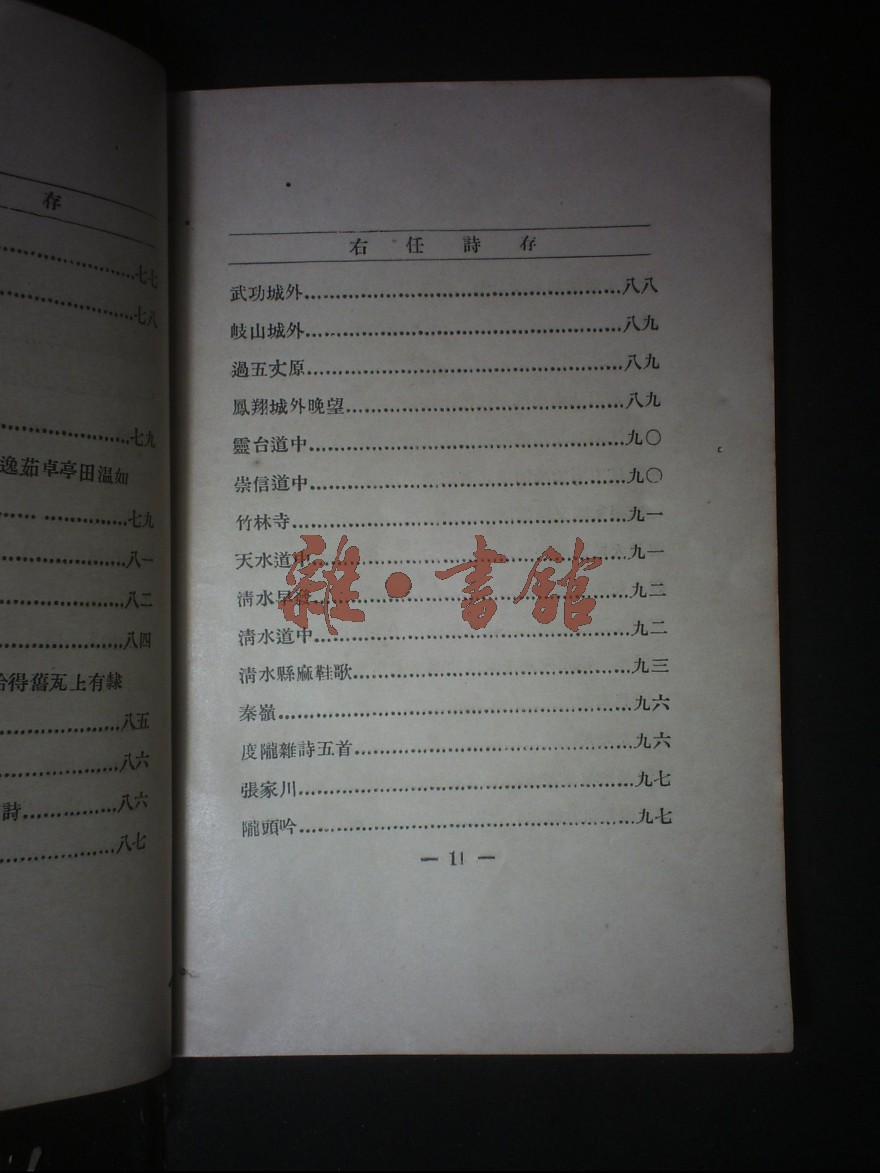 存
七七
七八
七九
逸茹卓亭田溫如
七九
八一
八二
八四
得舊瓦上有隸
八五
八六
詩……………八六
八七
右任詩存
武功城外……………八八
岐山城外……………八九
過五丈原……………八九
鳳翔城外晚望……………八九
靈台道中……………九〇
崇信道中……………九〇
竹林寺……………九一
天水道中……………九一
清水早發……………九二
清水道中……………九二
清水縣麻鞋歌……………九三
秦嶺……………九六
度隴雜詩五首……………九六
張家川……………九七
隴頭吟……………九七
— 11 —
雜·書館